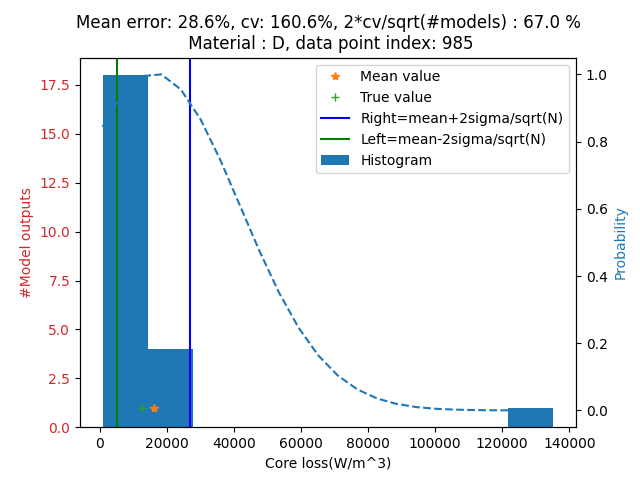 Mean error: 28.6%, cv: 160.6%, 2*cv/sqrt(#models) : 67.0 %
Material : D, data point index: 985
Mean value
True value
Right=mean+2sigma/sqrt(N)
Left=mean-2sigma/sqrt(N)
Histogram
#Model outputs
17.5
15.0
12.5
10.0
7.5
5.0
2.5
0.0
1.0
0.8
0.6
0.4
0.2
0.0
Probability
0
20000
40000
60000
80000
100000
120000
140000
Core loss(W/m^3)